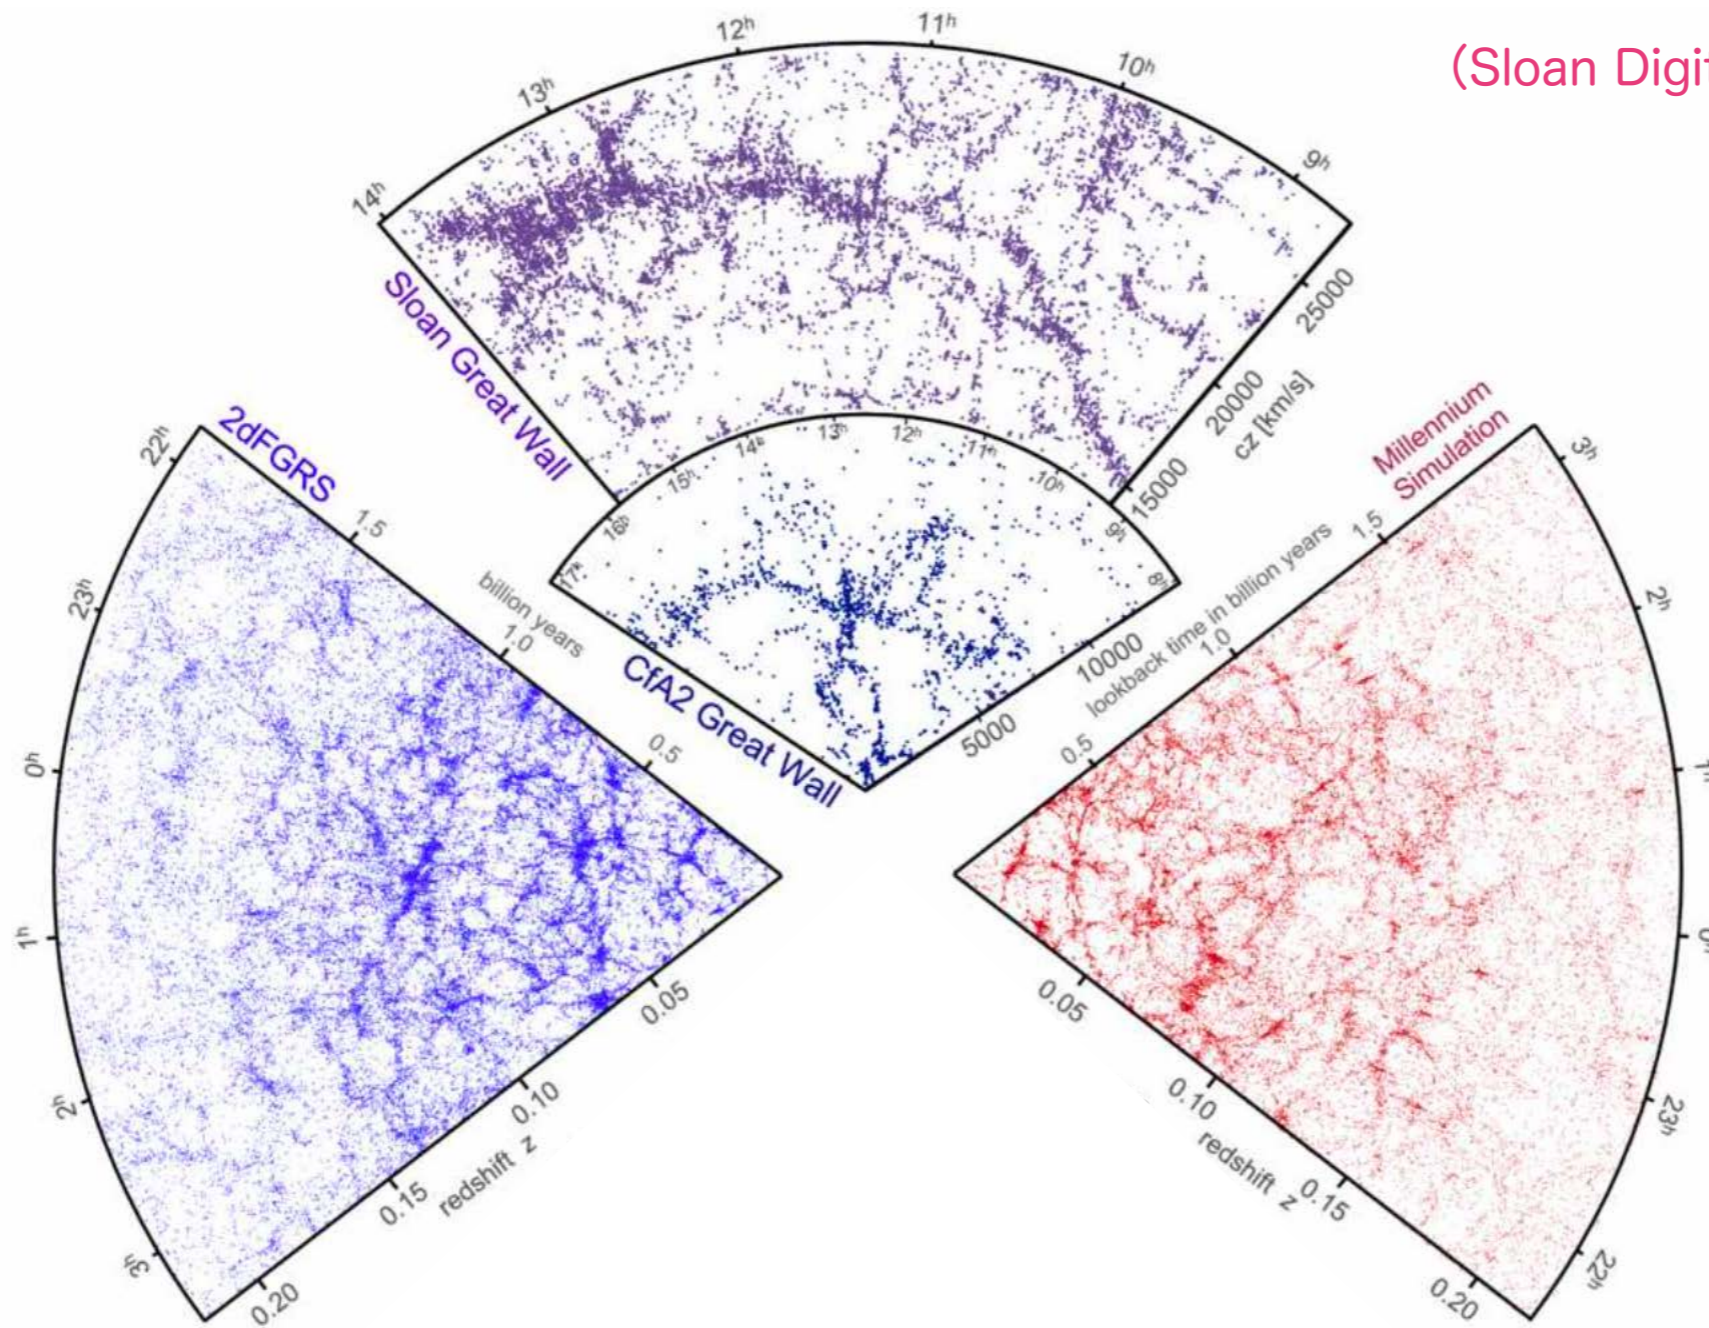 (Sloan Digit
12h
11h
10h
13h
9h
14h
Sloan Great Wall
25000
20000
cz [km/s]
15000
14h
13h
12h
11h
15h
10h
16h
9h
17h
8h
CfA2 Great Wall
10000
5000
2dFGRS
22h
23h
0h
1h
2h
3h
1.5
billion years
1.0
0.5
0.05
0.10
0.15
redshift z
0.20
Millennium
Simulation
1.5
lookback time in billion years
1.0
0.5
3h
2h
23h
22h
0.05
0.10
redshift z
0.15
0.20